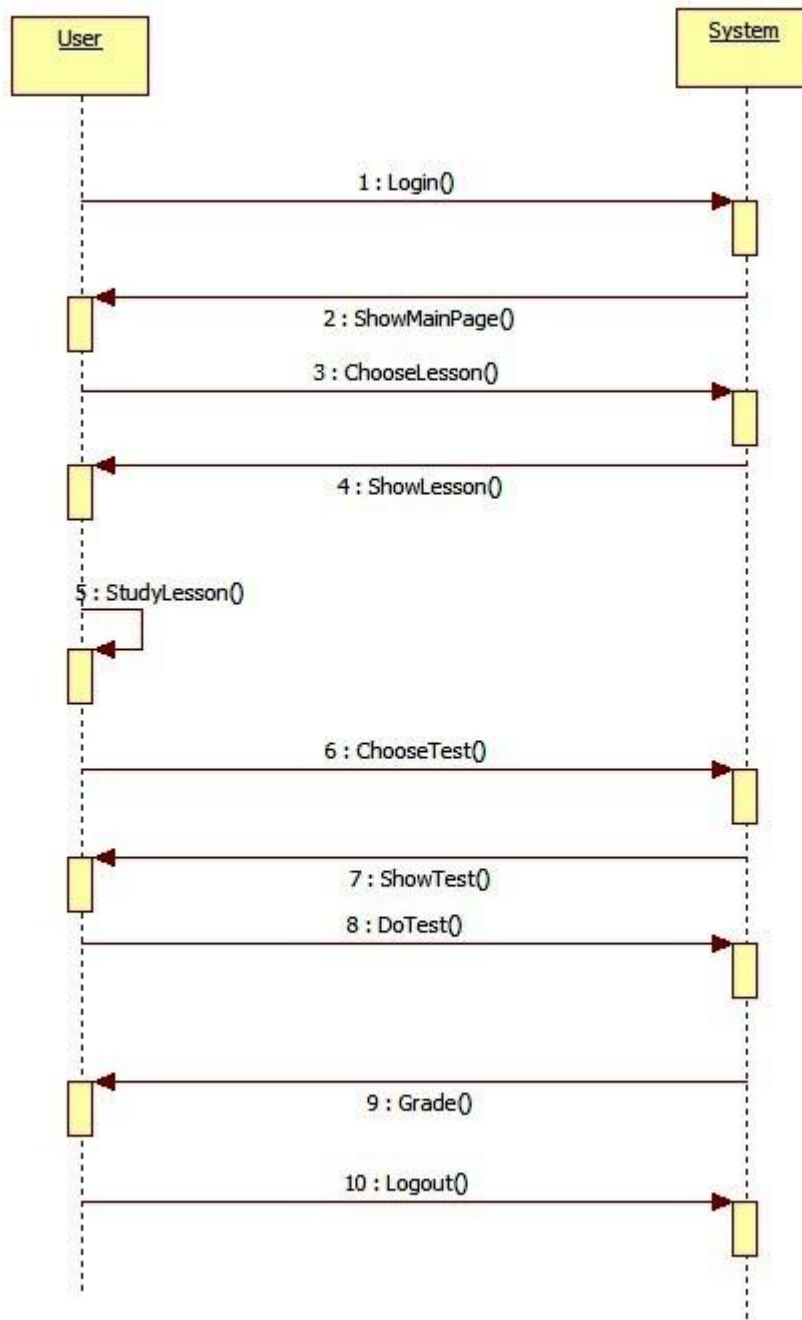 User
System
1 : Login()
2 : ShowMainPage()
3 : ChooseLesson()
4 : ShowLesson()
5 : StudyLesson()
6 : ChooseTest()
7 : ShowTest()
8 : DoTest()
9 : Grade()
10 : Logout()